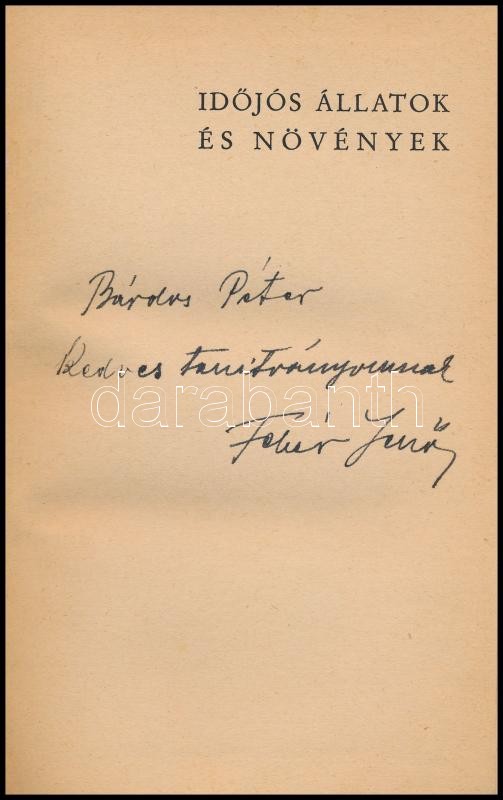 IDŐJÓS ÁLLATOK
ÉS NÖVÉNYEK
Bárdos Péter
Kedves tanítványomnak
darabanth
Fehér Jenő